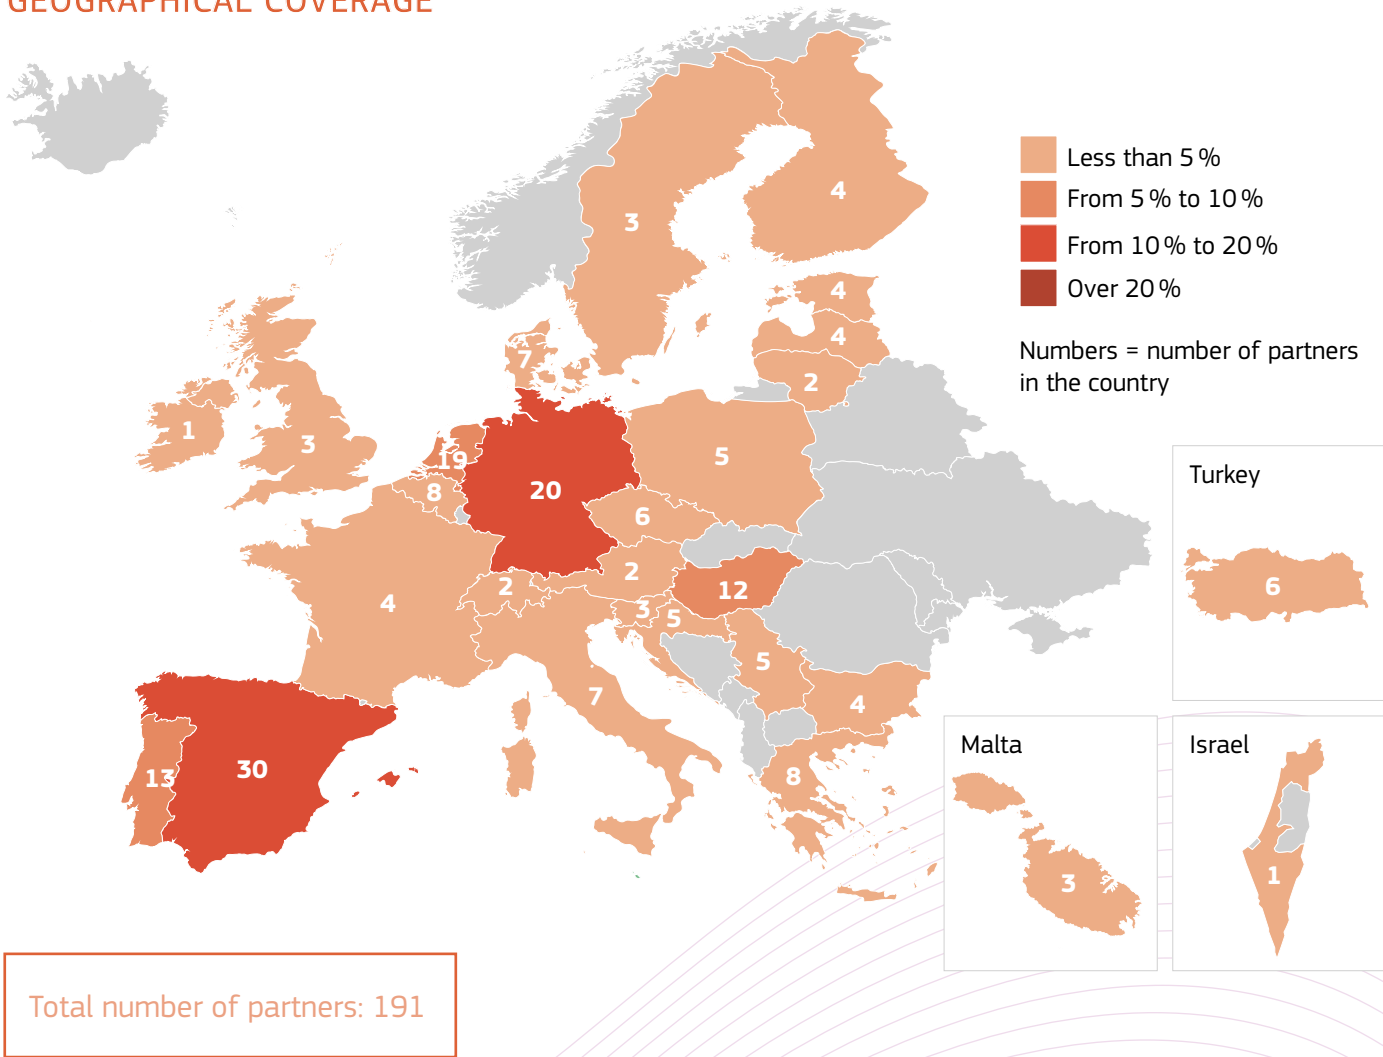 GEOGRAPHICAL COVERAGE
Less than 5 %
From 5 % to 10 %
From 10 % to 20 %
Over 20 %
Numbers = number of partners
in the country
4
3
4
4
7
2
1
3
19
5
8
20
6
2
2
12
4
3
5
5
7
4
13
30
8
Turkey
6
Malta
3
Israel
1
Total number of partners: 191